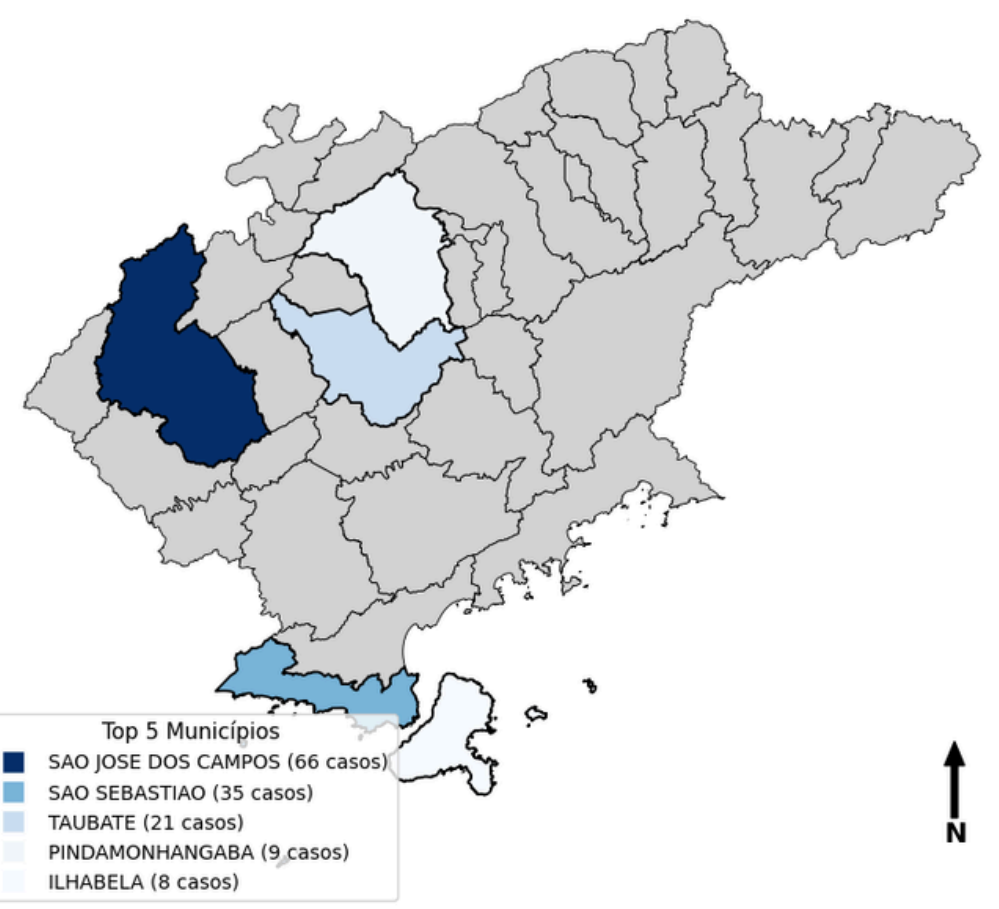 Top 5 Municípios
SAO JOSE DOS CAMPOS (66 casos)
SAO SEBASTIAO (35 casos)
TAUBATE (21 casos)
PINDAMONHANGABA (9 casos)
ILHABELA (8 casos)
N